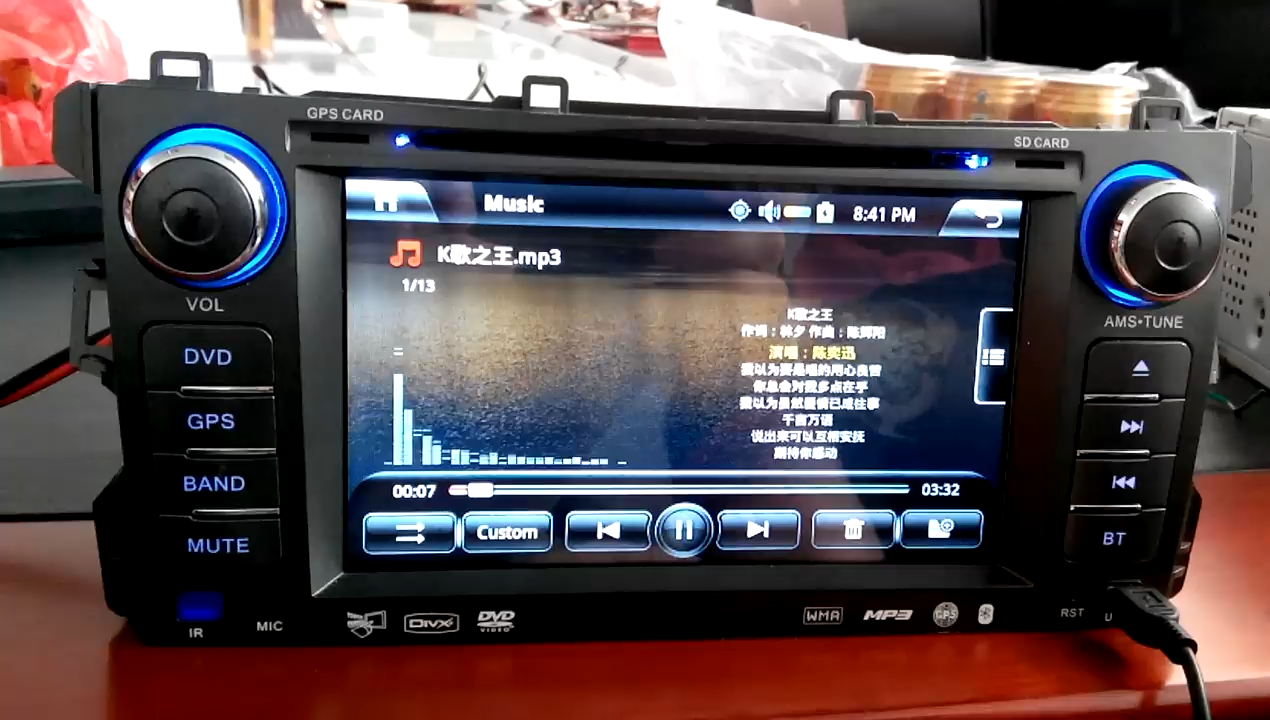 GPS CARD
SD CARD
Music
8:41 PM
K歌之王.mp3
1/13
VOL
AMS•TUNE
DVD
GPS
BAND
MUTE
K歌之王
作词：林夕 作曲：陈辉阳
演唱：陈奕迅
我以为要是唱的用心良苦
你总会对我多点在乎
我以为虽然爱情已成往事
千言万语
说出来可以互相安抚
期待你感动
00:07
03:32
Custom
BT
IR
MIC
DivX
DVD
VIDEO
WMA
MP3
GPS
RST
U